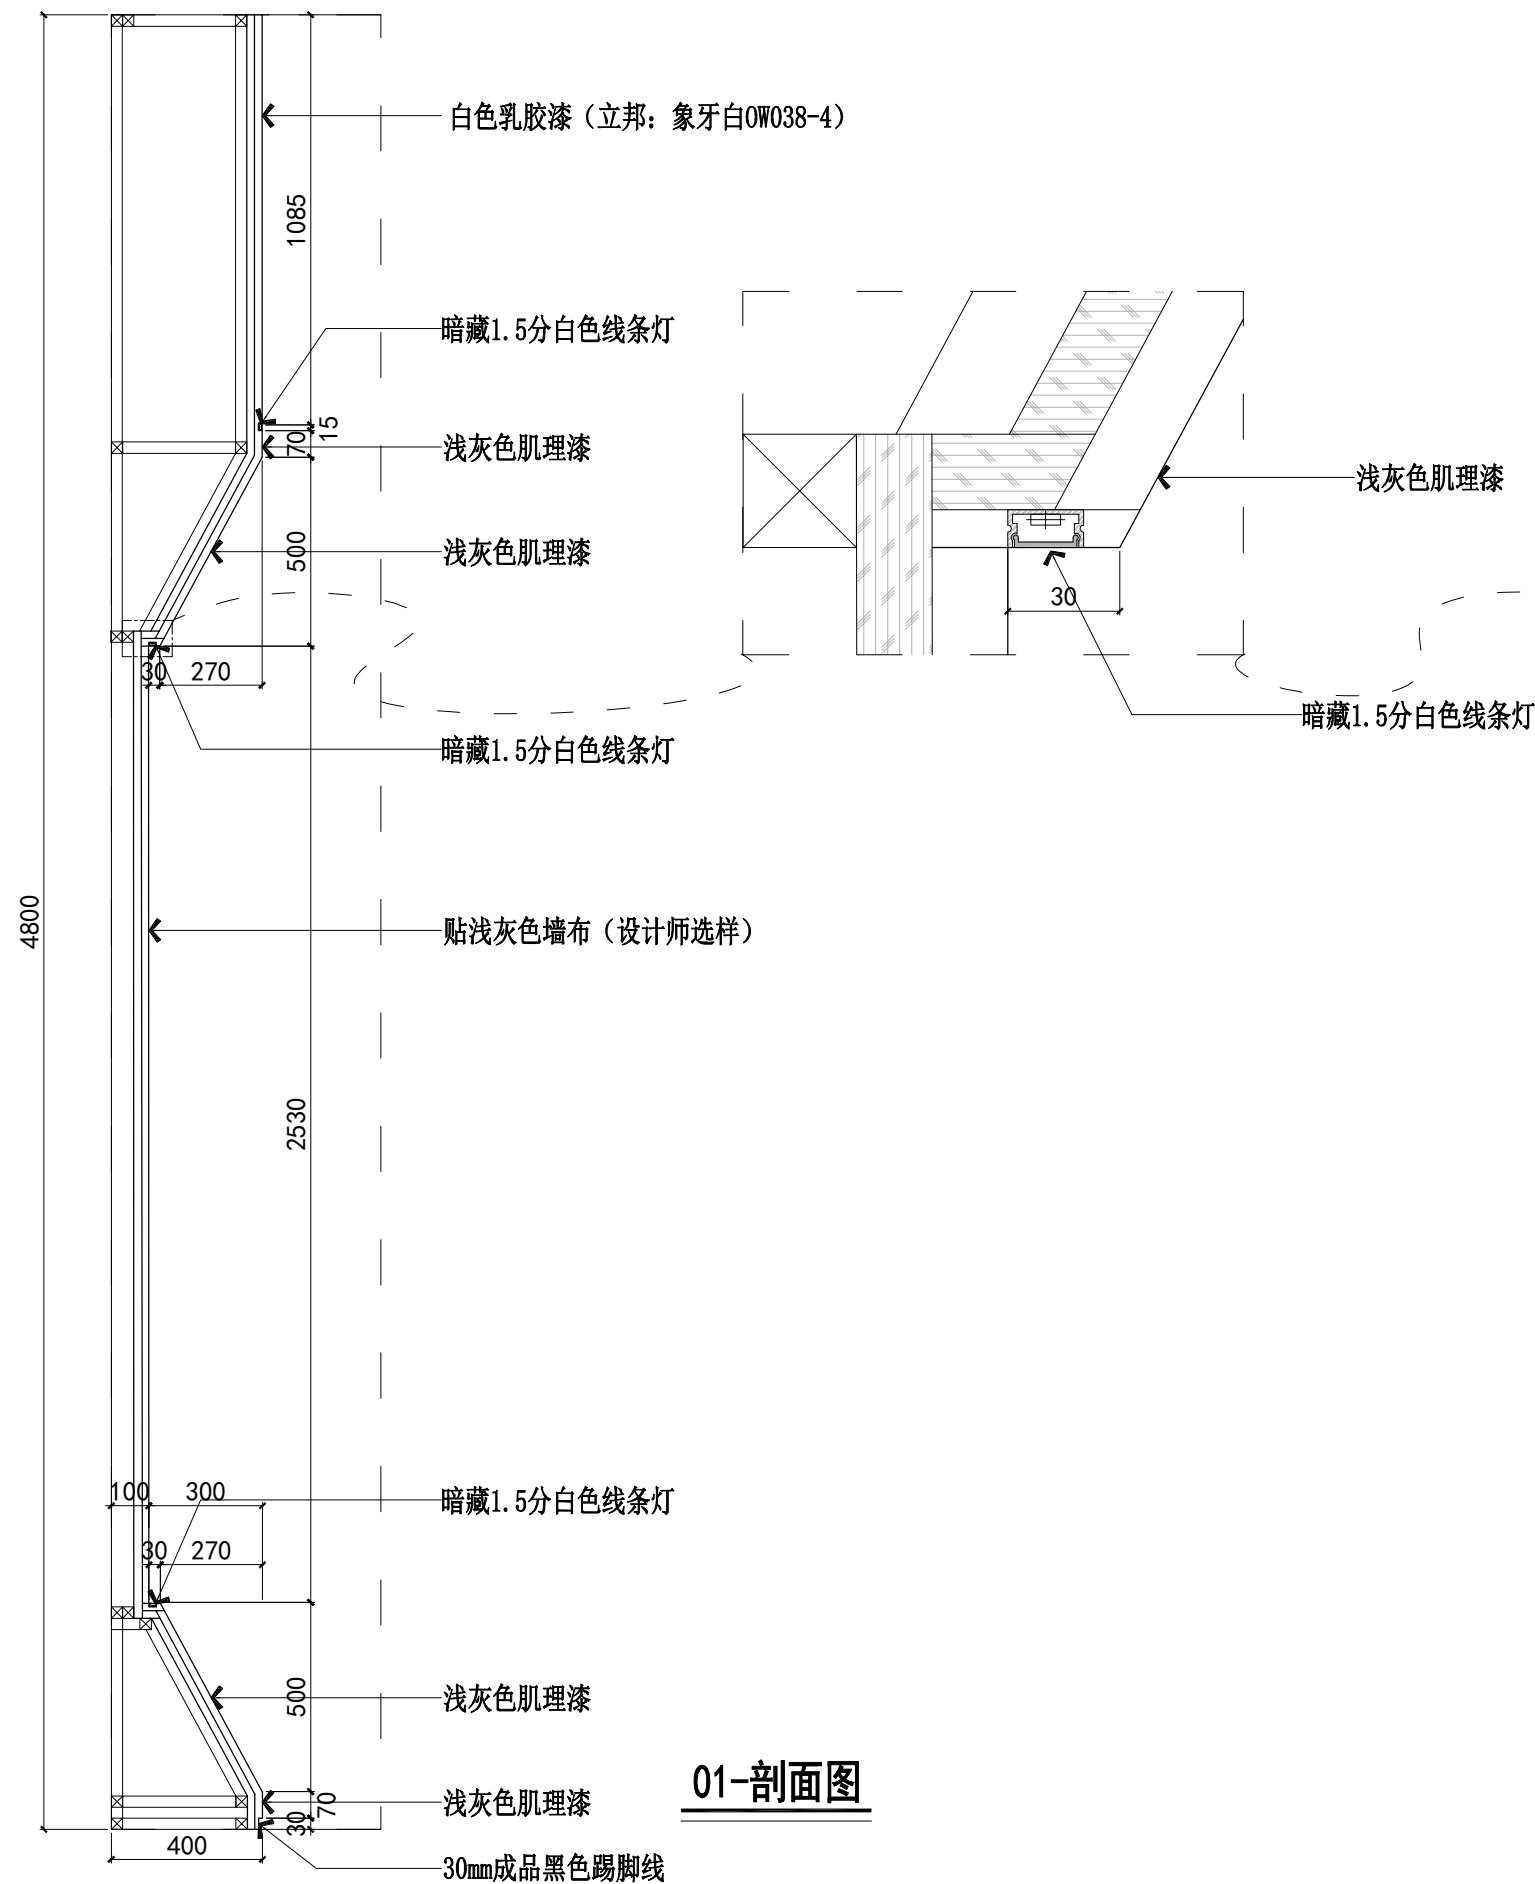 白色乳胶漆（立邦：象牙白OW038-4）
1085
暗藏1.5分白色线条灯
15
70
浅灰色肌理漆
浅灰色肌理漆
500
浅灰色肌理漆
30
30
270
暗藏1.5分白色线条灯
暗藏1.5分白色线条灯
4800
贴浅灰色墙布（设计师选样）
2530
100
300
暗藏1.5分白色线条灯
30
270
500
浅灰色肌理漆
01-剖面图
浅灰色肌理漆
70
30
400
30mm成品黑色踢脚线